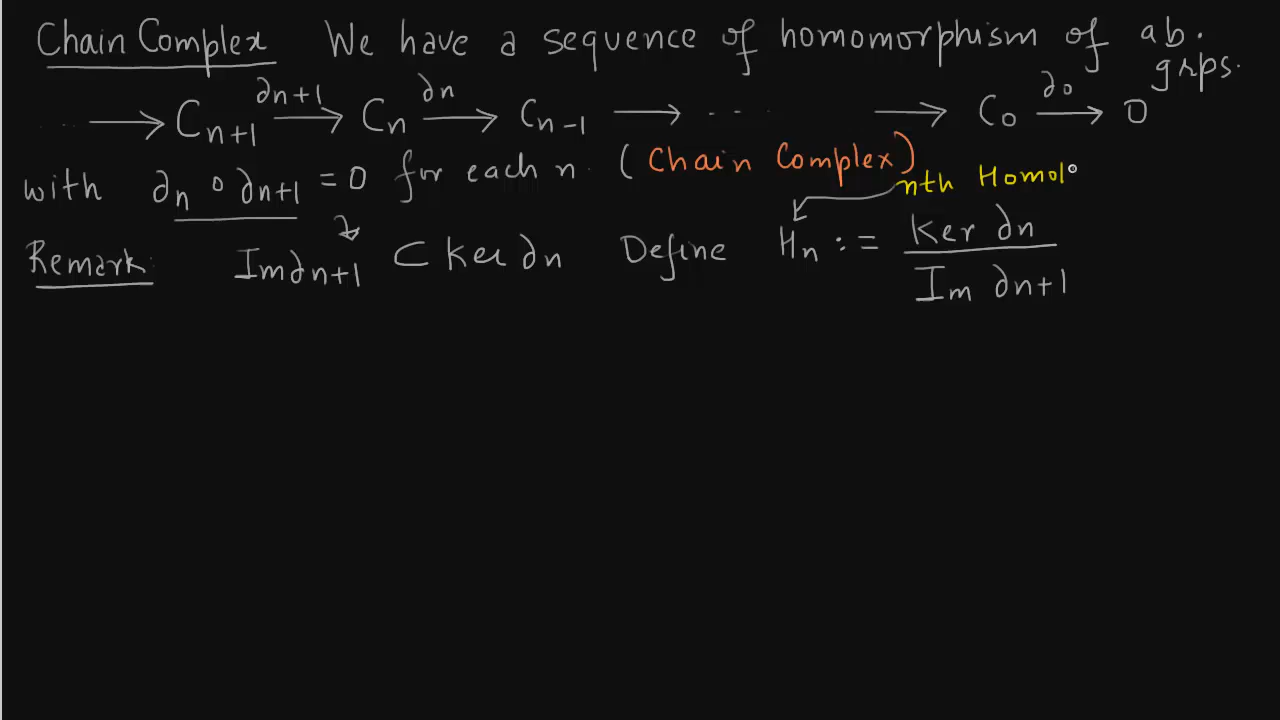 Chain Complex We have a sequence of homomorphism of ab. grps.
..... → Cn+1 ∂n+1 → Cn ∂n → Cn-1 → ... → C0 ∂0 → 0
with ∂n ∘ ∂n+1 = 0 for each n. (Chain Complex)
nth Homol
Remark. Im ∂n+1 ⊂ Ker ∂n Define Hn := Ker ∂n / Im ∂n+1